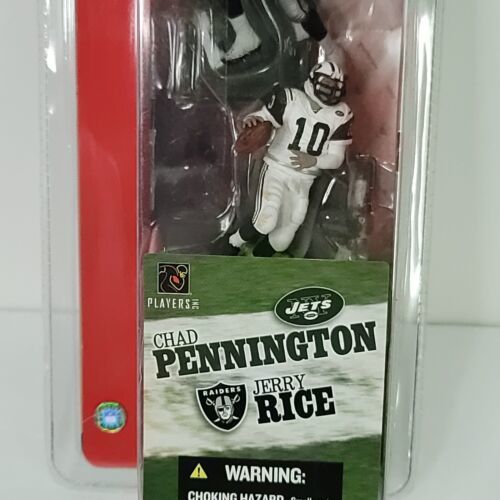 10
PLAYERS INC
JETS
CHAD
PENNINGTON
RAIDERS
JERRY
RICE
WARNING:
CHOKING HAZARD